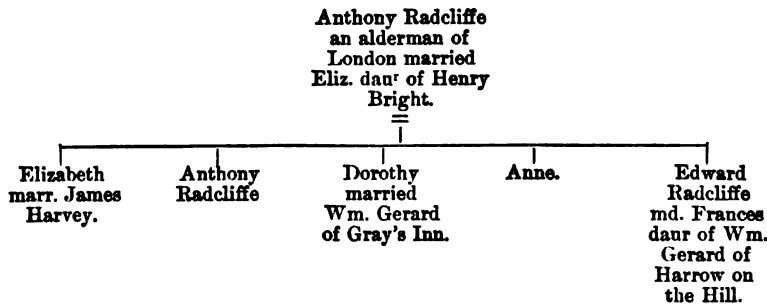 Anthony Radcliffe
an alderman of
London married
Eliz. dauʳ of Henry
Bright.
=
Elizabeth
marr. James
Harvey.
Anthony
Radcliffe
Dorothy
married
Wm. Gerard
of Gray's Inn.
Anne.
Edward
Radcliffe
md. Frances
daur of Wm.
Gerard of
Harrow on
the Hill.